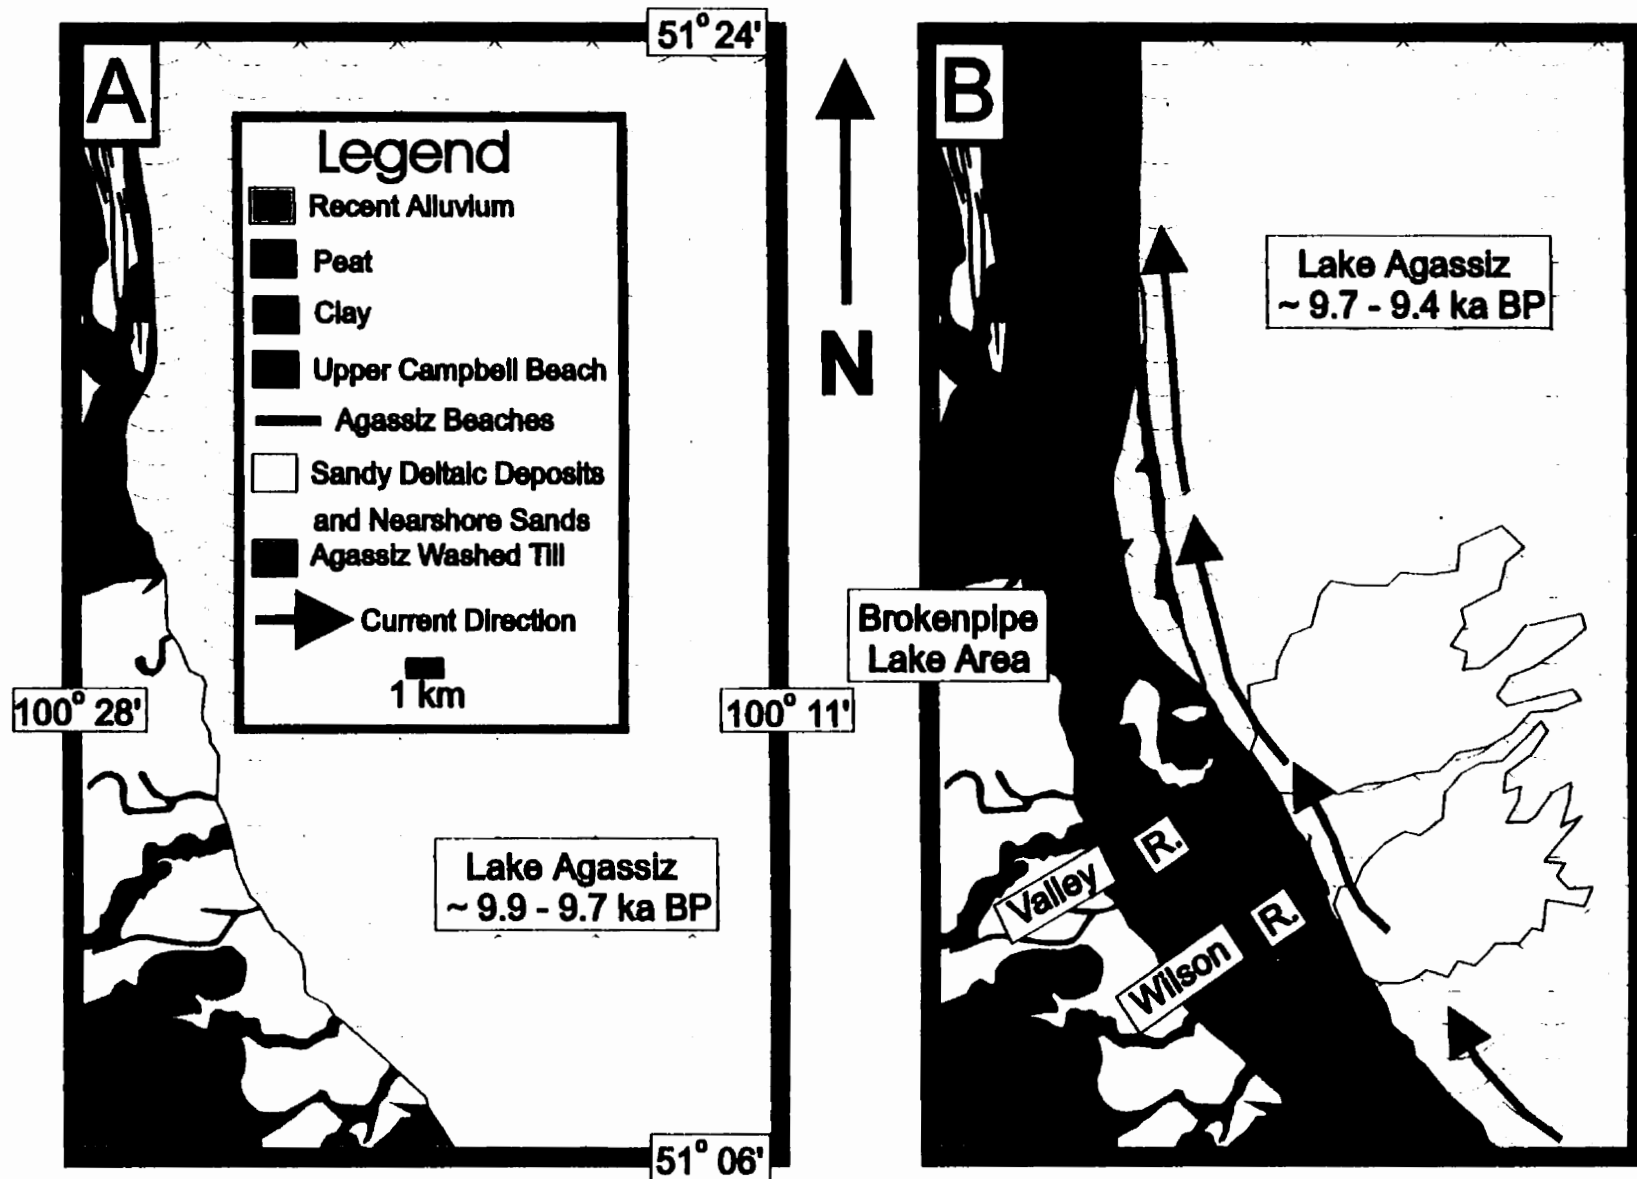 A
51° 24'
Legend
Recent Alluvium
Peat
Clay
Upper Campbell Beach
Agassiz Beaches
Sandy Deltaic Deposits
and Nearshore Sands
Agassiz Washed Till
Current Direction
1 km
100° 28'
100° 11'
Lake Agassiz
~ 9.9 - 9.7 ka BP
51° 06'
N
B
Lake Agassiz
~ 9.7 - 9.4 ka BP
Brokenpipe
Lake Area
Valley R.
Wilson R.